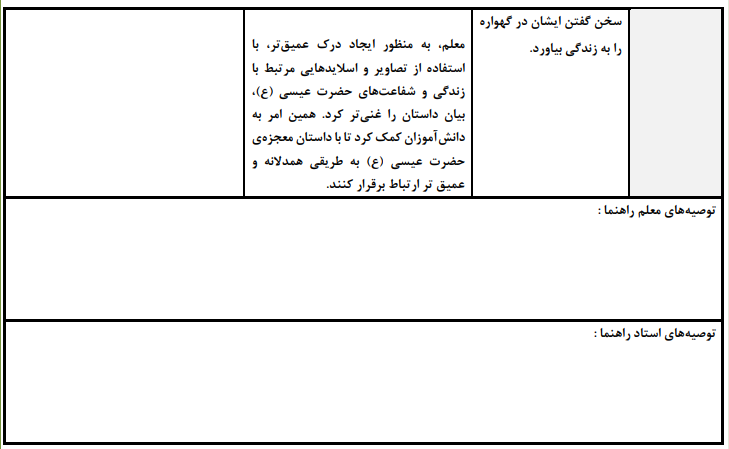 سخن گفتن ایشان در گهواره
را به زندگی بیاورد.
معلم، به منظور ایجاد درک عمیق‌تر، با
استفاده از تصاویر و اسلایدهایی مرتبط با
زندگی و شفاعت‌های حضرت عیسی (ع)،
بیان داستان را غنی‌تر کرد. همین امر به
دانش‌آموزان کمک کرد تا با داستان معجزه‌ی
حضرت عیسی (ع) به طریقی همدلانه و
عمیق تر ارتباط برقرار کنند.
توصیه‌های معلم راهنما :
توصیه‌های استاد راهنما :